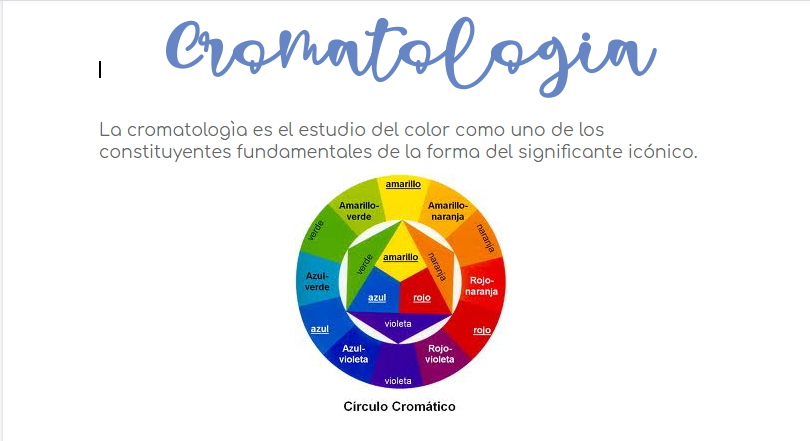 Cromatologia
La cromatologìa es el estudio del color como uno de los
constituyentes fundamentales de la forma del significante icónico.
amarillo
Amarillo-
verde
Amarillo-
naranja
verde
naranja
amarillo
verde
naranja
Azul-
verde
Rojo-
naranja
azul
rojo
violeta
azul
rojo
Azul-
violeta
Rojo-
violeta
violeta
Círculo Cromático